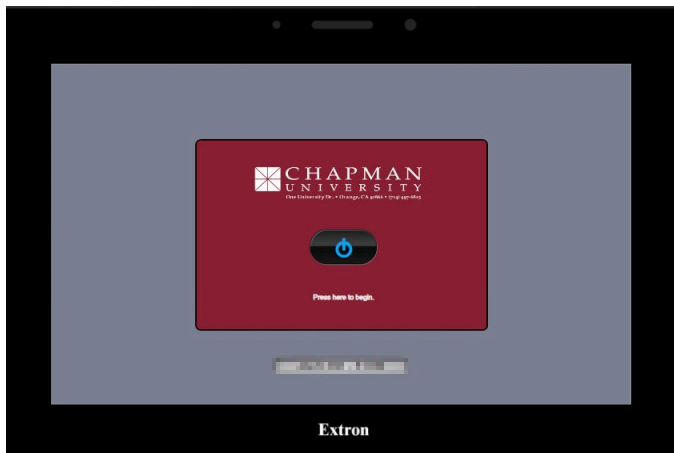 CHAPMAN
UNIVERSITY
One University Dr. • Orange, CA 92866 • (714) 997-6815
Press here to begin.
Extron